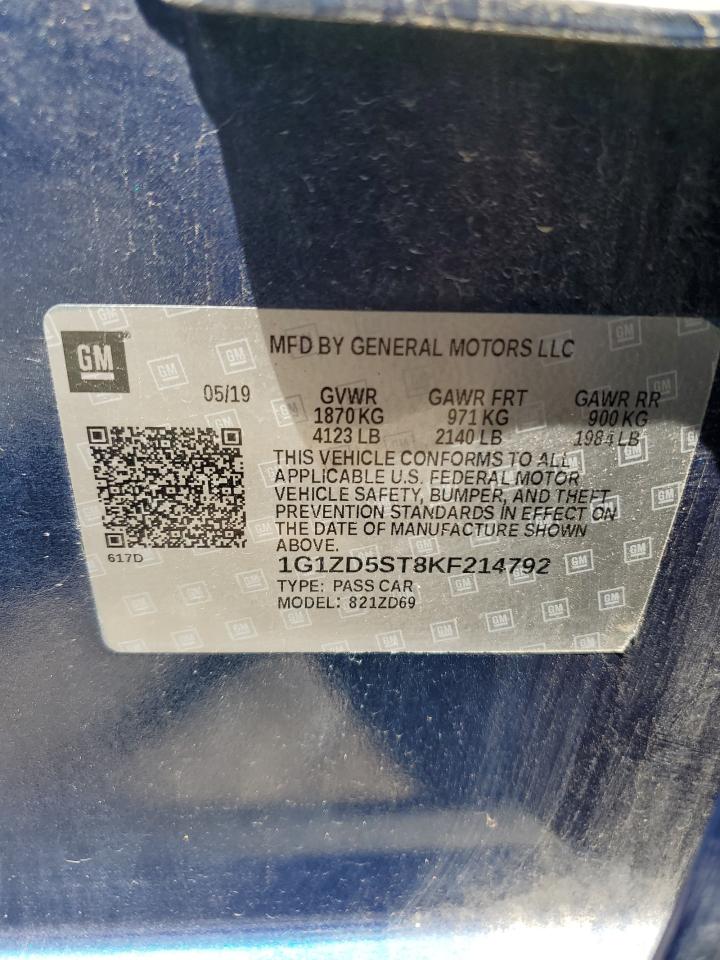 GM
MFD BY GENERAL MOTORS LLC
05/19 GVWR GAWR FRT GAWR RR
1870 KG 971 KG 900 KG
4123 LB 2140 LB 1984 LB
THIS VEHICLE CONFORMS TO ALL
APPLICABLE U.S. FEDERAL MOTOR
VEHICLE SAFETY, BUMPER, AND THEFT
PREVENTION STANDARDS IN EFFECT ON
THE DATE OF MANUFACTURE SHOWN
ABOVE.
617D
1G1ZD5ST8KF214792
TYPE: PASS CAR
MODEL: 821ZD69